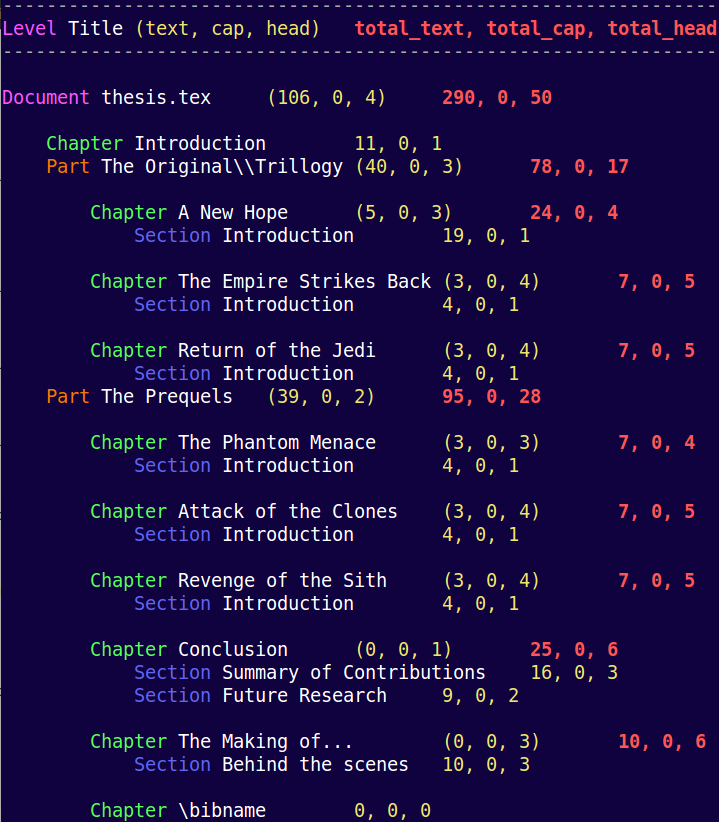 Level Title (text, cap, head) total_text, total_cap, total_head
Document thesis.tex (106, 0, 4) 290, 0, 50
Chapter Introduction 11, 0, 1
Part The Original\\Trillogy (40, 0, 3) 78, 0, 17
Chapter A New Hope (5, 0, 3) 24, 0, 4
Section Introduction 19, 0, 1
Chapter The Empire Strikes Back (3, 0, 4) 7, 0, 5
Section Introduction 4, 0, 1
Chapter Return of the Jedi (3, 0, 4) 7, 0, 5
Section Introduction 4, 0, 1
Part The Prequels (39, 0, 2) 95, 0, 28
Chapter The Phantom Menace (3, 0, 3) 7, 0, 4
Section Introduction 4, 0, 1
Chapter Attack of the Clones (3, 0, 4) 7, 0, 5
Section Introduction 4, 0, 1
Chapter Revenge of the Sith (3, 0, 4) 7, 0, 5
Section Introduction 4, 0, 1
Chapter Conclusion (0, 0, 1) 25, 0, 6
Section Summary of Contributions 16, 0, 3
Section Future Research 9, 0, 2
Chapter The Making of... (0, 0, 3) 10, 0, 6
Section Behind the scenes 10, 0, 3
Chapter \bibname 0, 0, 0